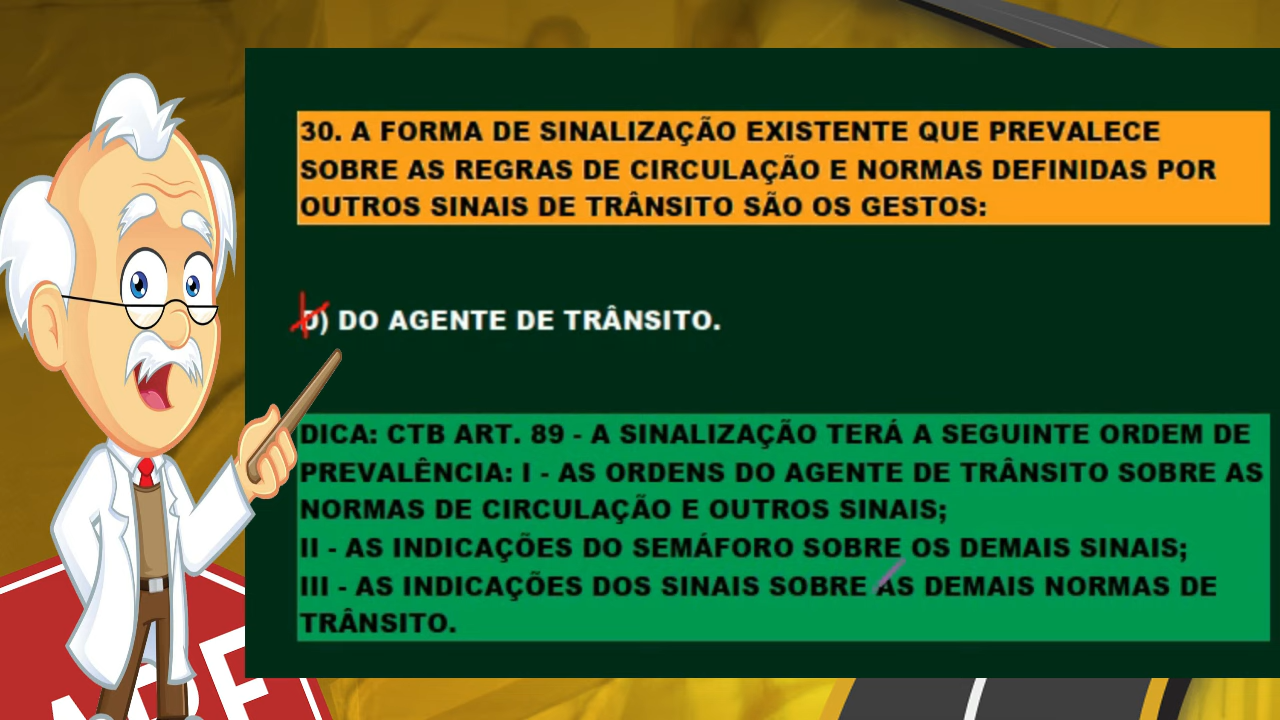 30. A FORMA DE SINALIZAÇÃO EXISTENTE QUE PREVALECE
SOBRE AS REGRAS DE CIRCULAÇÃO E NORMAS DEFINIDAS POR
OUTROS SINAIS DE TRÂNSITO SÃO OS GESTOS:
D) DO AGENTE DE TRÂNSITO.
DICA: CTB ART. 89 - A SINALIZAÇÃO TERÁ A SEGUINTE ORDEM DE
PREVALÊNCIA: I - AS ORDENS DO AGENTE DE TRÂNSITO SOBRE AS
NORMAS DE CIRCULAÇÃO E OUTROS SINAIS;
II - AS INDICAÇÕES DO SEMÁFORO SOBRE OS DEMAIS SINAIS;
III - AS INDICAÇÕES DOS SINAIS SOBRE AS DEMAIS NORMAS DE
TRÂNSITO.